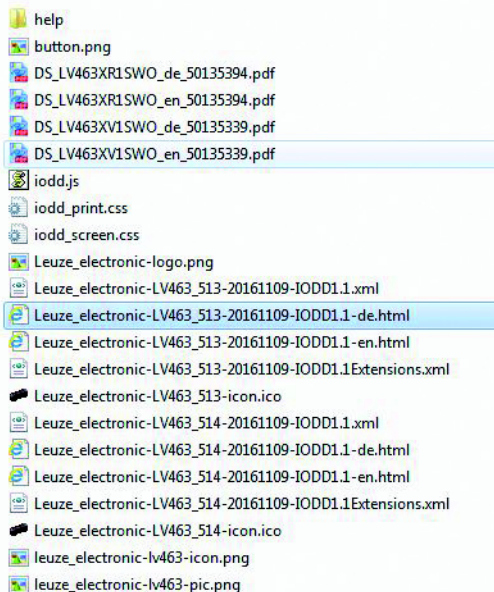 help
button.png
DS_LV463XR1SWO_de_50135394.pdf
DS_LV463XR1SWO_en_50135394.pdf
DS_LV463XV1SWO_de_50135339.pdf
DS_LV463XV1SWO_en_50135339.pdf
iodd.js
iodd_print.css
iodd_screen.css
Leuze_electronic-logo.png
Leuze_electronic-LV463_513-20161109-IODD1.1.xml
Leuze_electronic-LV463_513-20161109-IODD1.1-de.html
Leuze_electronic-LV463_513-20161109-IODD1.1-en.html
Leuze_electronic-LV463_513-20161109-IODD1.1Extensions.xml
Leuze_electronic-LV463_513-icon.ico
Leuze_electronic-LV463_514-20161109-IODD1.1.xml
Leuze_electronic-LV463_514-20161109-IODD1.1-de.html
Leuze_electronic-LV463_514-20161109-IODD1.1-en.html
Leuze_electronic-LV463_514-20161109-IODD1.1Extensions.xml
Leuze_electronic-LV463_514-icon.ico
leuze_electronic-lv463-icon.png
leuze_electronic-lv463-pic.png